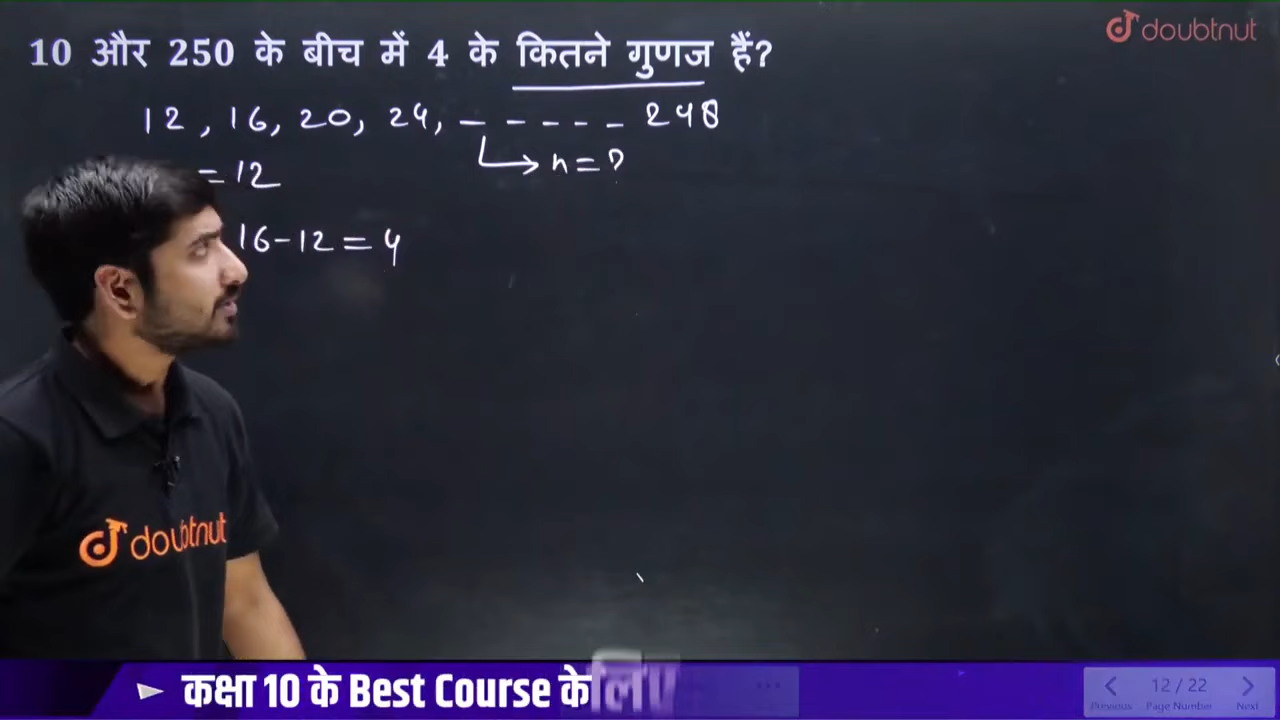 doubtnut
10 और 250 के बीच में 4 के कितने गुणज हैं?
12, 16, 20, 24, _ _ _ _ _ 248
→ n = ?
= 12
16 - 12 = 4
doubtnut
कक्षा 10 के Best Course के लिए
12 / 22
Previous Page Number Next